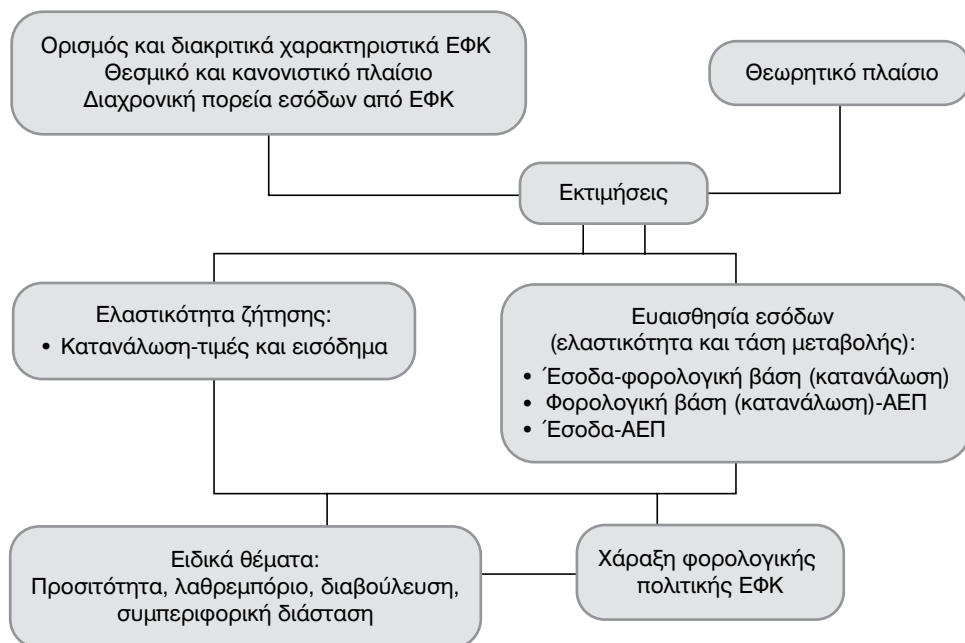 Ορισμός και διακριτικά χαρακτηριστικά ΕΦΚ
Θεσμικό και κανονιστικό πλαίσιο
Διαχρονική πορεία εσόδων από ΕΦΚ
Θεωρητικό πλαίσιο
Εκτιμήσεις
Ελαστικότητα ζήτησης:
• Κατανάλωση-τιμές και εισόδημα
Ευαισθησία εσόδων
(ελαστικότητα και τάση μεταβολής):
• Έσοδα-φορολογική βάση (κατανάλωση)
• Φορολογική βάση (κατανάλωση)-ΑΕΠ
• Έσοδα-ΑΕΠ
Ειδικά θέματα:
Προσιτότητα, λαθρεμπόριο, διαβούλευση,
συμπεριφορική διάσταση
Χάραξη φορολογικής
πολιτικής ΕΦΚ